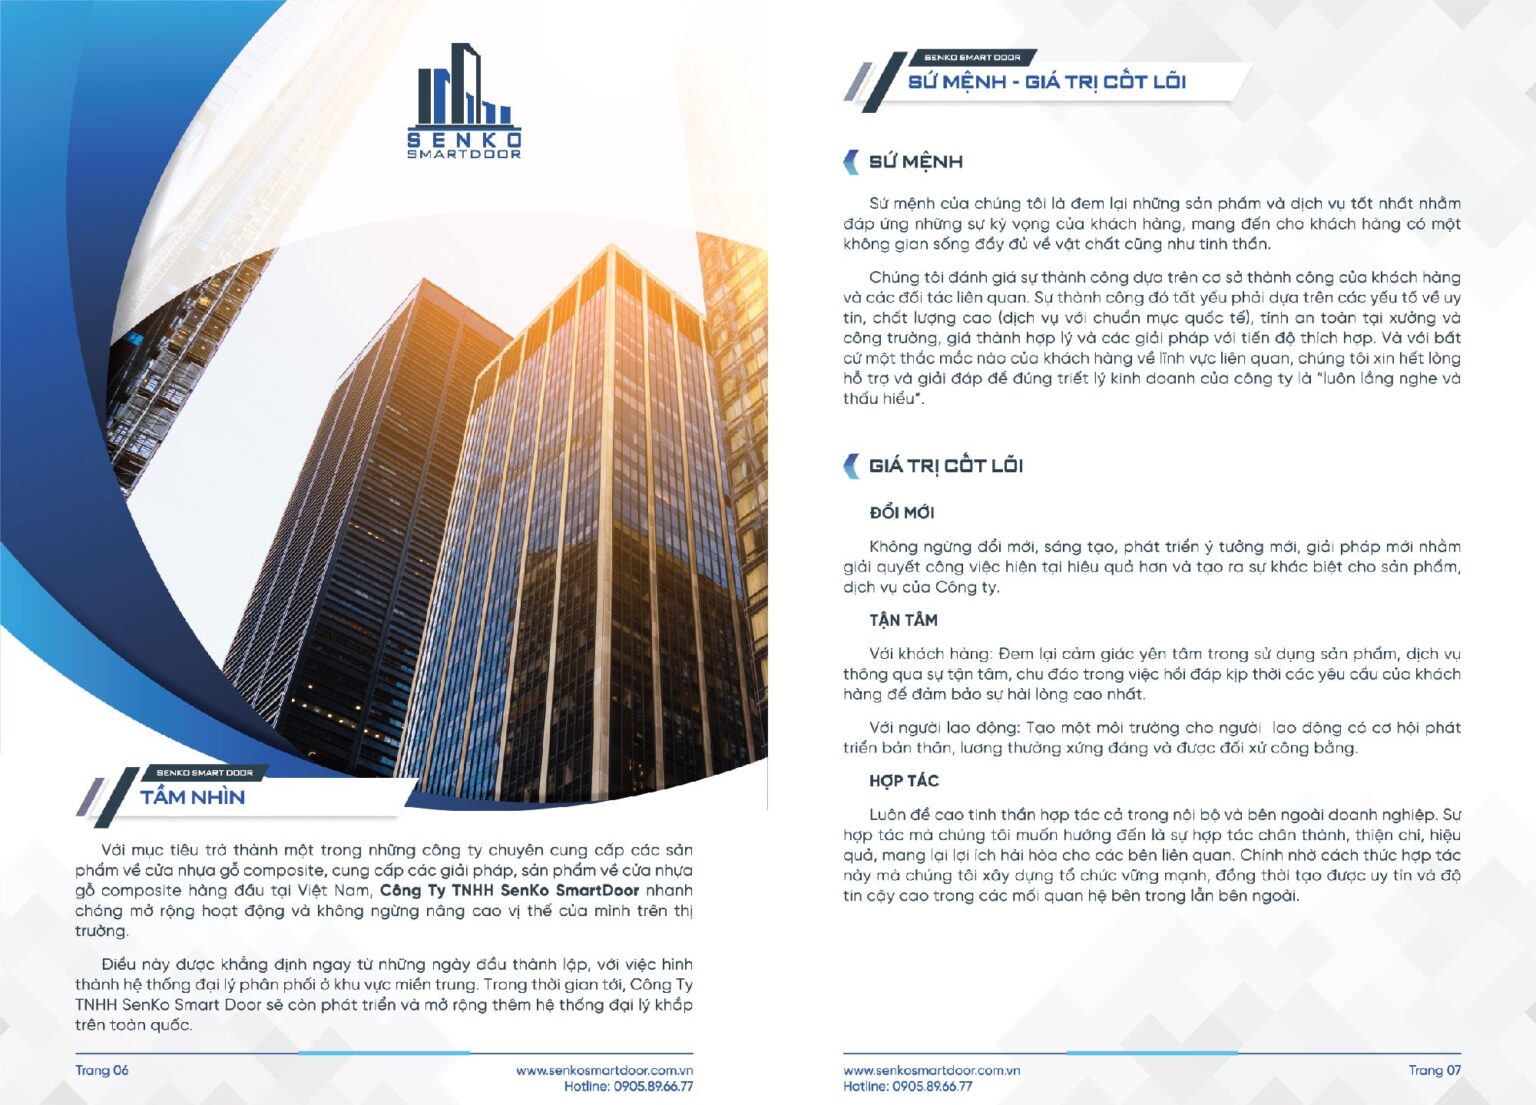 SENKO
SMARTDOOR
SENKO SMART DOOR
TẦM NHÌN
Với mục tiêu trở thành một trong những công ty chuyên cung cấp các sản
phẩm về cửa nhựa gỗ composite, cung cấp các giải pháp, sản phẩm về cửa nhựa
gỗ composite hàng đầu tại Việt Nam, Công Ty TNHH SenKo SmartDoor nhanh
chóng mở rộng hoạt động và không ngừng nâng cao vị thế của mình trên thị
trường.
Điều này được khẳng định ngay từ những ngày đầu thành lập, với việc hình
thành hệ thống đại lý phân phối ở khu vực miền trung. Trong thời gian tới, Công Ty
TNHH SenKo Smart Door sẽ còn phát triển và mở rộng thêm hệ thống đại lý khắp
trên toàn quốc.
Trang 06
www.senkosmartdoor.com.vn
Hotline: 0905.89.66.77
SENKO SMART DOOR
SỨ MỆNH - GIÁ TRỊ CỐT LÕI
SỨ MỆNH
Sứ mệnh của chúng tôi là đem lại những sản phẩm và dịch vụ tốt nhất nhằm
đáp ứng những sự kỳ vọng của khách hàng, mang đến cho khách hàng có một
không gian sống đầy đủ về vật chất cũng như tinh thần.
Chúng tôi đánh giá sự thành công dựa trên cơ sở thành công của khách hàng
và các đối tác liên quan. Sự thành công đó tất yếu phải dựa trên các yếu tố về uy
tín, chất lượng cao (dịch vụ với chuẩn mực quốc tế), tính an toàn tại xưởng và
công trường, giá thành hợp lý và các giải pháp với tiến độ thích hợp. Và với bất
cứ một thắc mắc nào của khách hàng về lĩnh vực liên quan, chúng tôi xin hết lòng
hỗ trợ và giải đáp để đúng triết lý kinh doanh của công ty là “luôn lắng nghe và
thấu hiểu”.
GIÁ TRỊ CỐT LÕI
ĐỔI MỚI
Không ngừng đổi mới, sáng tạo, phát triển ý tưởng mới, giải pháp mới nhằm
giải quyết công việc hiện tại hiệu quả hơn và tạo ra sự khác biệt cho sản phẩm,
dịch vụ của Công ty.
TẬN TÂM
Với khách hàng: Đem lại cảm giác yên tâm trong sử dụng sản phẩm, dịch vụ
thông qua sự tận tâm, chu đáo trong việc hồi đáp kịp thời các yêu cầu của khách
hàng để đảm bảo sự hài lòng cao nhất.
Với người lao động: Tạo một môi trường cho người lao động có cơ hội phát
triển bản thân, lương thưởng xứng đáng và được đối xử công bằng.
HỢP TÁC
Luôn đề cao tinh thần hợp tác cả trong nội bộ và bên ngoài doanh nghiệp. Sự
hợp tác mà chúng tôi muốn hướng đến là sự hợp tác chân thành, thiện chí, hiệu
quả, mang lại lợi ích hài hòa cho các bên liên quan. Chính nhờ cách thức hợp tác
này mà chúng tôi xây dựng tổ chức vững mạnh, đồng thời tạo được uy tín và độ
tin cậy cao trong các mối quan hệ bên trong lẫn bên ngoài.
www.senkosmartdoor.com.vn
Hotline: 0905.89.66.77
Trang 07